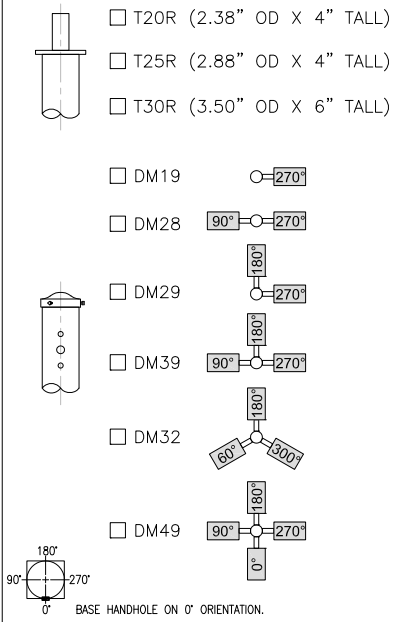 T20R (2.38” OD X 4” TALL)
T25R (2.88” OD X 4” TALL)
T30R (3.50” OD X 6” TALL)
DM19 270°
DM28 90° 270°
180°
DM29 270°
180°
DM39 90° 270°
180°
DM32
60° 300°
180°
DM49 90° 270°
0°
180°
90° 270°
0° BASE HANDHOLE ON 0° ORIENTATION.